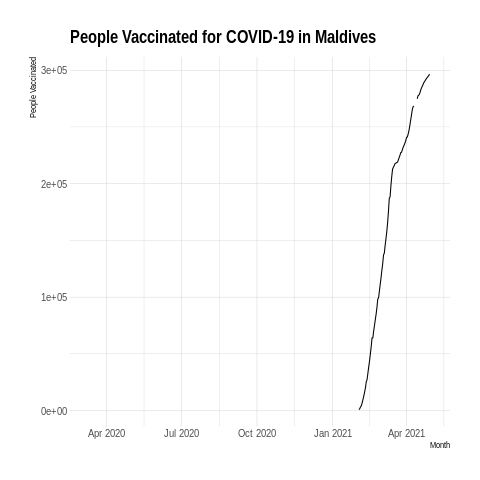 People Vaccinated for COVID-19 in Maldives
People Vaccinated
3e+05
2e+05
1e+05
0e+00
Apr 2020 Jul 2020 Oct 2020 Jan 2021 Apr 2021
Month